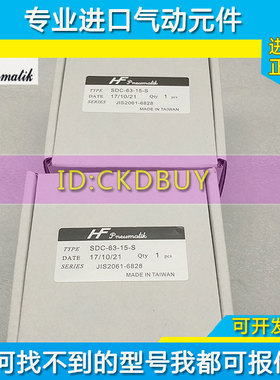 专业进口气动元件
HF Pneumatik
TYPE SDC-63-15-S
DATE 17/10/21 Qty 1 pcs
SERIES JIS2061-6828
MADE IN TAIWAN
ID:CKDBUY
HF Pneumatik
TYPE SDC-63-15-S
DATE 17/10/21 Qty 1 pcs
SERIES JIS2061-6828
MADE IN TAIWAN
可开发
何找不到的型号我都可报价